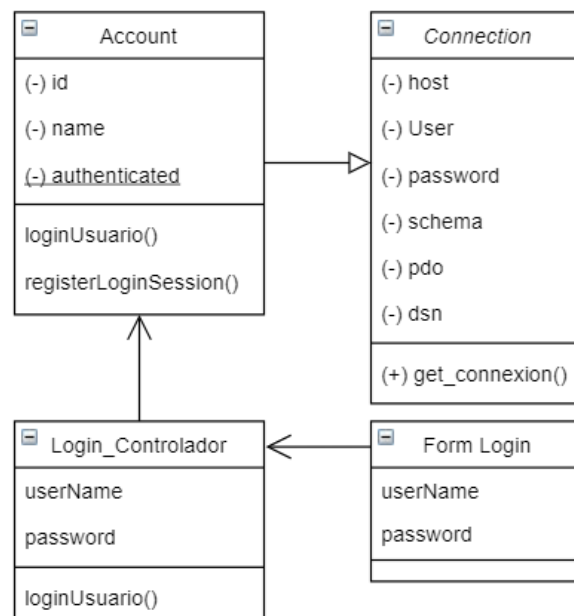 Account
(-) id
(-) name
(-) authenticated
loginUsuario()
registerLoginSession()
Connection
(-) host
(-) User
(-) password
(-) schema
(-) pdo
(-) dsn
(+) get_connexion()
Login_Controlador
userName
password
loginUsuario()
Form Login
userName
password